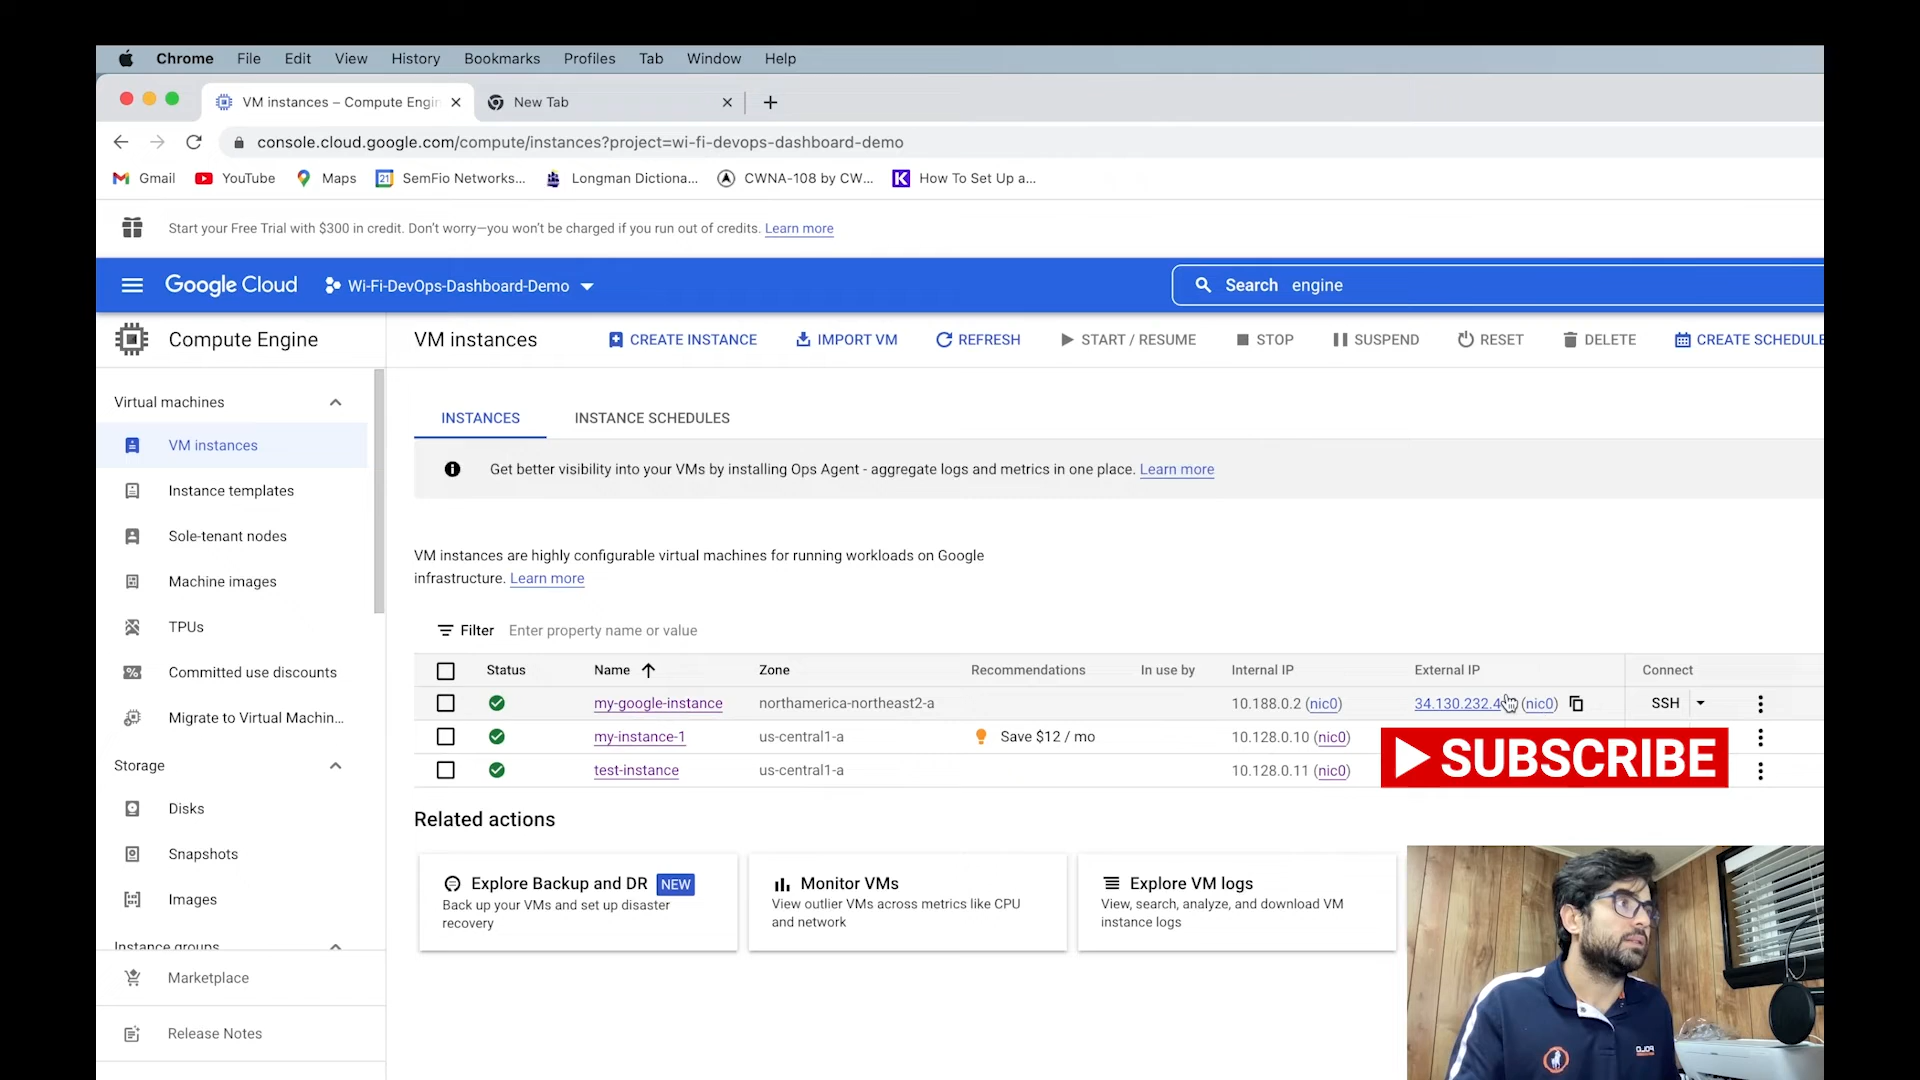 Chrome File Edit View History Bookmarks Profiles Tab Window Help
VM instances – Compute Engin
New Tab
console.cloud.google.com/compute/instances?project=wi-fi-devops-dashboard-demo
Gmail YouTube Maps 21 SemFio Networks... Longman Dictiona... CWNA-108 by CW... K How To Set Up a...
Start your Free Trial with $300 in credit. Don't worry—you won't be charged if you run out of credits. Learn more
Google Cloud Wi-Fi-DevOps-Dashboard-Demo Search engine
Compute Engine
VM instances CREATE INSTANCE IMPORT VM REFRESH START / RESUME STOP SUSPEND RESET DELETE CREATE SCHEDULE
Virtual machines
VM instances
Instance templates
Sole-tenant nodes
Machine images
TPUs
Committed use discounts
Migrate to Virtual Machin...
Storage
Disks
Snapshots
Images
Instance groups
Marketplace
Release Notes
INSTANCES INSTANCE SCHEDULES
Get better visibility into your VMs by installing Ops Agent - aggregate logs and metrics in one place. Learn more
VM instances are highly configurable virtual machines for running workloads on Google
infrastructure. Learn more
Filter Enter property name or value
Status Name Zone Recommendations In use by Internal IP External IP Connect
my-google-instance northamerica-northeast2-a 10.188.0.2 (nic0) (nic0) SSH
my-instance-1 us-central1-a Save $12 / mo 10.128.0.10 (nic0)
test-instance us-central1-a 10.128.0.11 (nic0)
SUBSCRIBE
Related actions
Explore Backup and DR NEW
Back up your VMs and set up disaster
recovery
Monitor VMs
View outlier VMs across metrics like CPU
and network
Explore VM logs
View, search, analyze, and download VM
instance logs